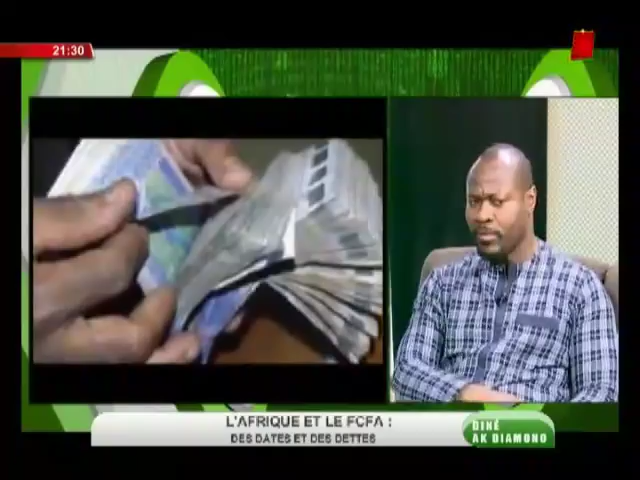 21:30
L'AFRIQUE ET LE FCFA :
DES DATES ET DES DETTES
DINÉ
AK DIAMONO